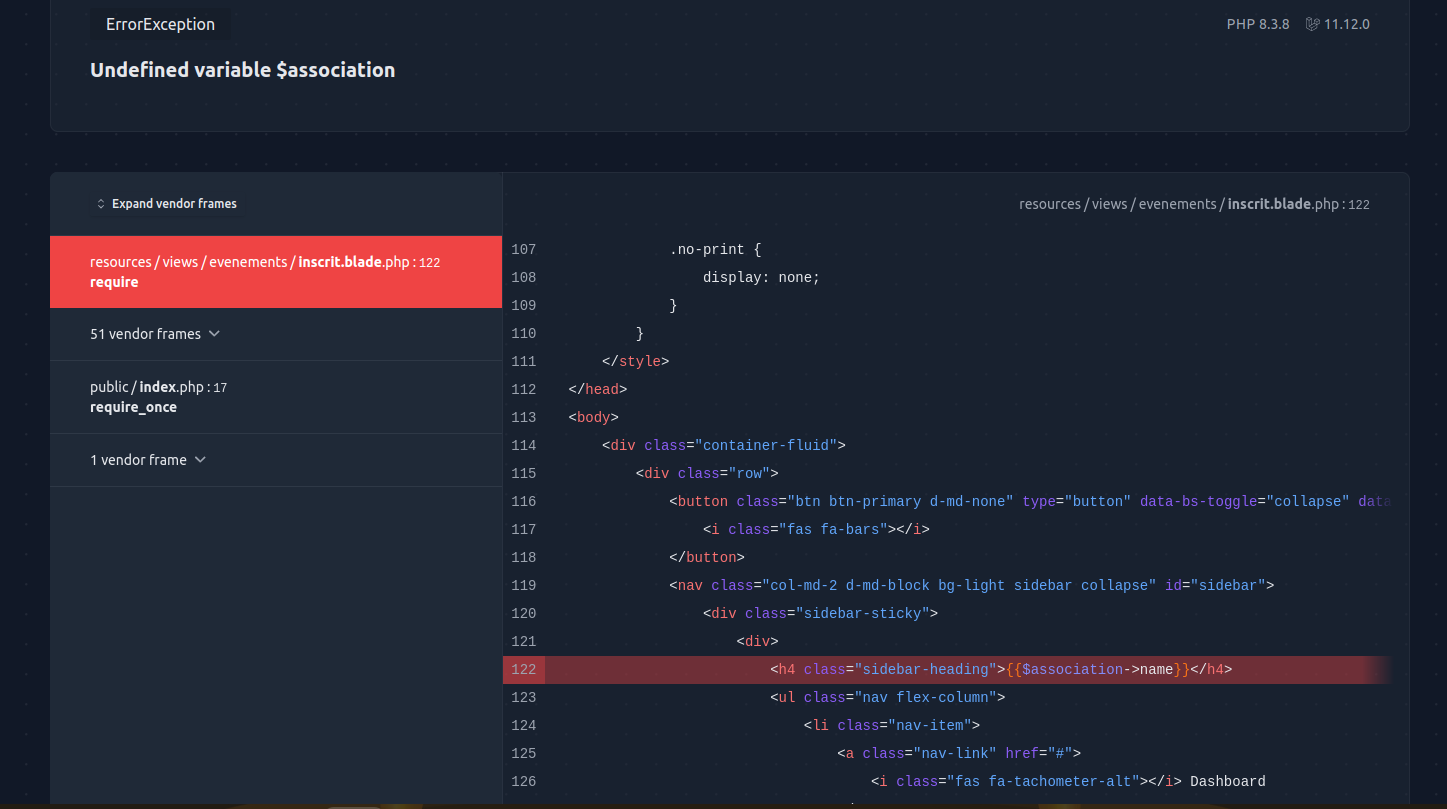 ErrorException
PHP 8.3.8 11.12.0
Undefined variable $association
Expand vendor frames
resources / views / evenements / inscrit.blade.php : 122
require
51 vendor frames
public / index.php : 17
require_once
1 vendor frame
resources / views / evenements / inscrit.blade.php : 122
107 .no-print {
108 display: none;
109 }
110 }
111 </style>
112 </head>
113 <body>
114 <div class="container-fluid">
115 <div class="row">
116 <button class="btn btn-primary d-md-none" type="button" data-bs-toggle="collapse" data
117 <i class="fas fa-bars"></i>
118 </button>
119 <nav class="col-md-2 d-md-block bg-light sidebar collapse" id="sidebar">
120 <div class="sidebar-sticky">
121 <div>
122 <h4 class="sidebar-heading">{{$association->name}}</h4>
123 <ul class="nav flex-column">
124 <li class="nav-item">
125 <a class="nav-link" href="#">
126 <i class="fas fa-tachometer-alt"></i> Dashboard